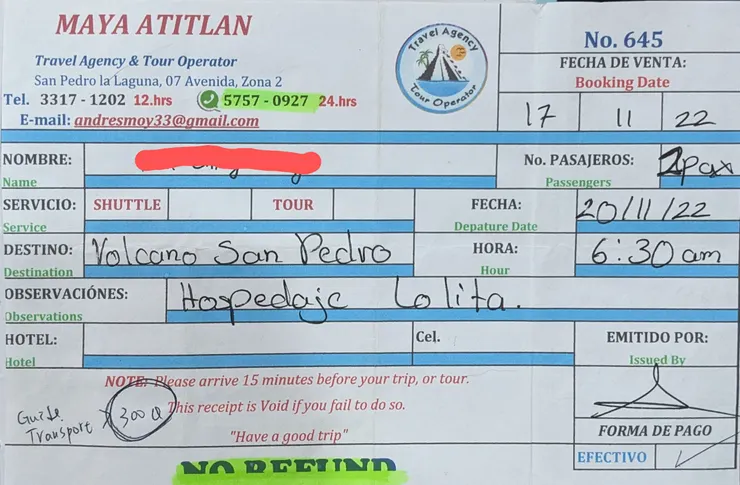 MAYA ATITLAN
Travel Agency & Tour Operator
San Pedro la Laguna, 07 Avenida, Zona 2
Tel. 3317 - 1202 12.hrs 5757 - 0927 24.hrs
E-mail: andresmoy33@gmail.com
Travel Agency
Tour Operator
No. 645
FECHA DE VENTA:
Booking Date
17 11 22
NOMBRE:
Name
No. PASAJEROS: 2pax
Passengers
SERVICIO: SHUTTLE TOUR
Service
FECHA: 20/11/22
Depature Date
DESTINO: Volcano San Pedro
Destination
HORA: 6:30am
Hour
OBSERVACIÓNES: Hospedaje Lolita.
Observations
HOTEL:
Hotel
Cel.
EMITIDO POR:
Issued By
NOTE: Please arrive 15 minutes before your trip, or tour.
This receipt is Void if you fail to do so.
"Have a good trip"
Guide
Transport 300Q
FORMA DE PAGO
EFECTIVO
NO REFUND